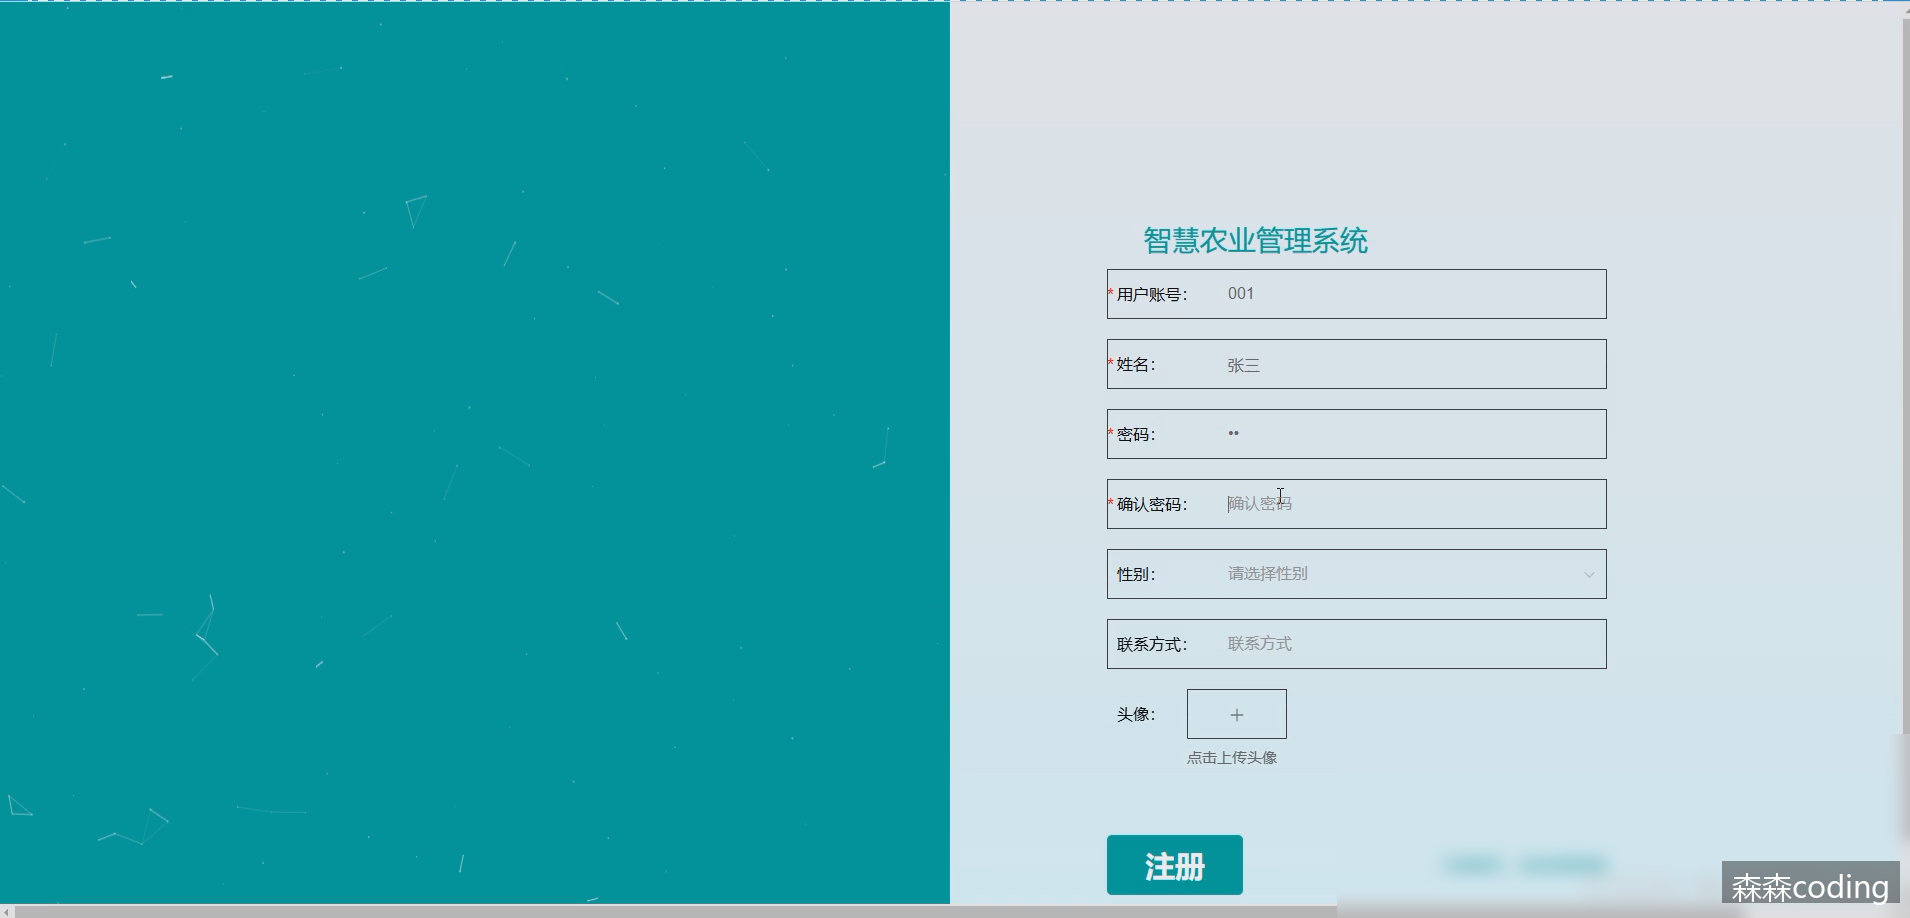 智慧农业管理系统
*用户账号： 001
*姓名： 张三
*密码： ••
*确认密码： 确认密码
性别： 请选择性别
联系方式： 联系方式
头像： +
点击上传头像
注册
森森coding